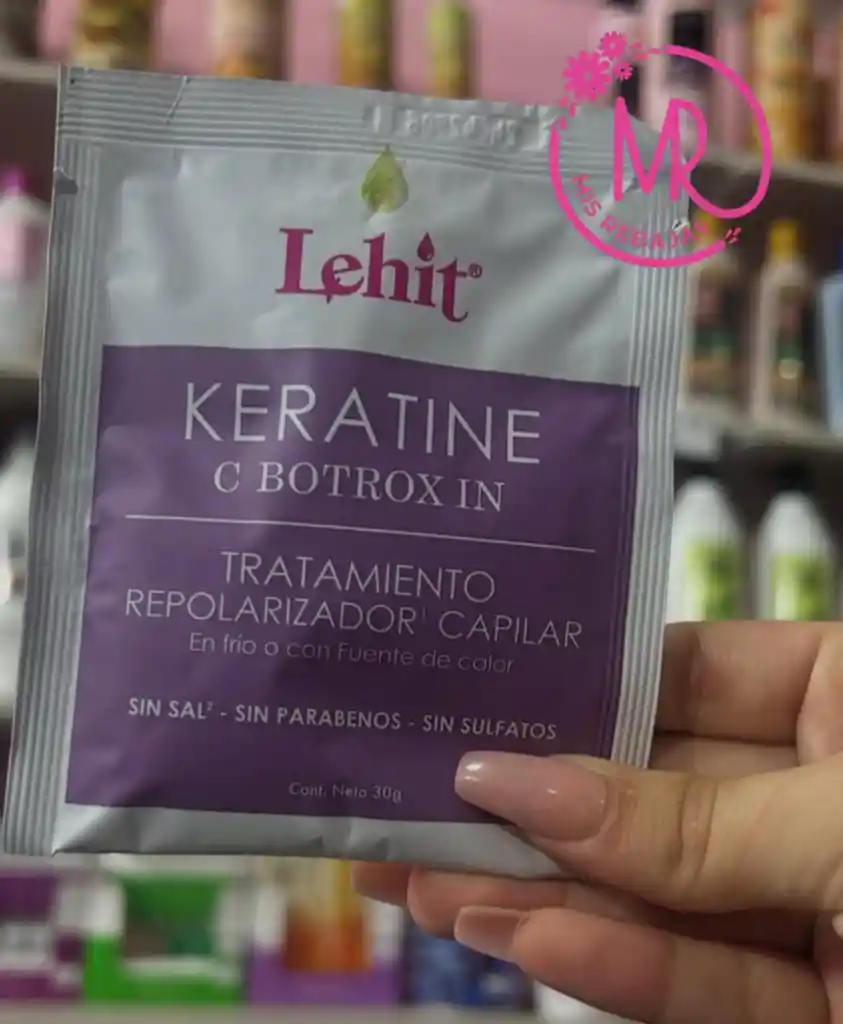 MR
MIS REBAJAS
Lehit®
KERATINE
C BOTROX IN
TRATAMIENTO
REPOLARIZADOR¹ CAPILAR
En frío o con Fuente de calor
SIN SAL² - SIN PARABENOS - SIN SULFATOS
Cont. Neto 30g